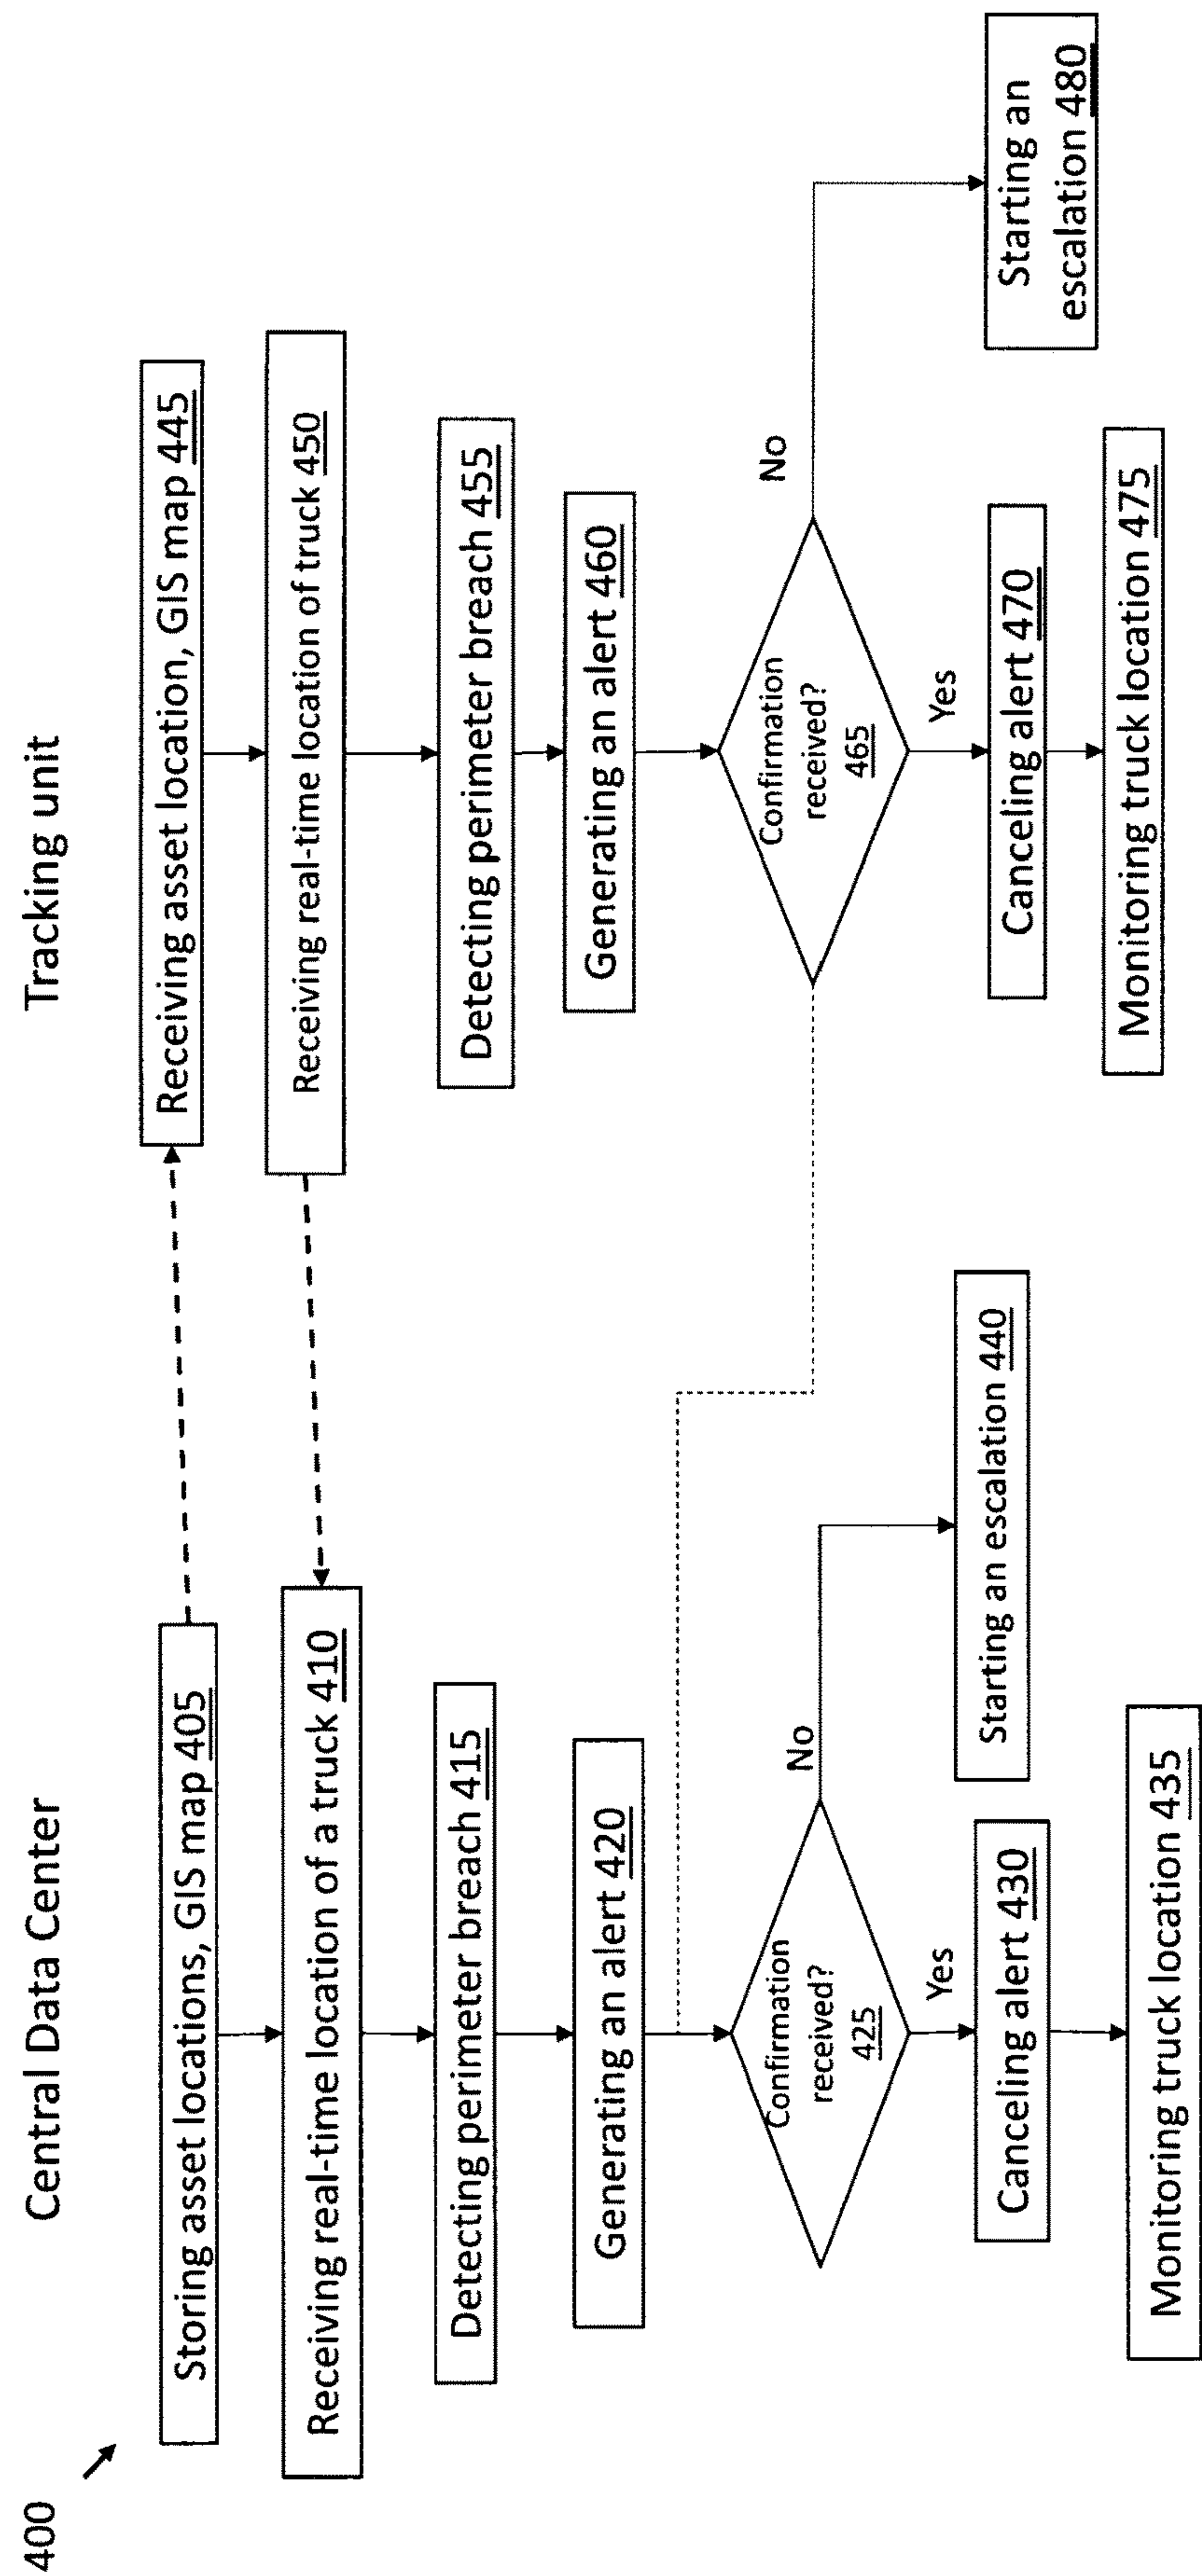 400
Central Data Center
Storing asset locations, GIS map 405
Receiving real-time location of a truck 410
Detecting perimeter breach 415
Generating an alert 420
Confirmation
received?
425
No
Yes
Starting an escalation 440
Canceling alert 430
Monitoring truck location 435
Tracking unit
Receiving asset location, GIS map 445
Receiving real-time location of truck 450
Detecting perimeter breach 455
Generating an alert 460
Confirmation
received?
465
No
Yes
Starting an
escalation 480
Canceling alert 470
Monitoring truck location 475